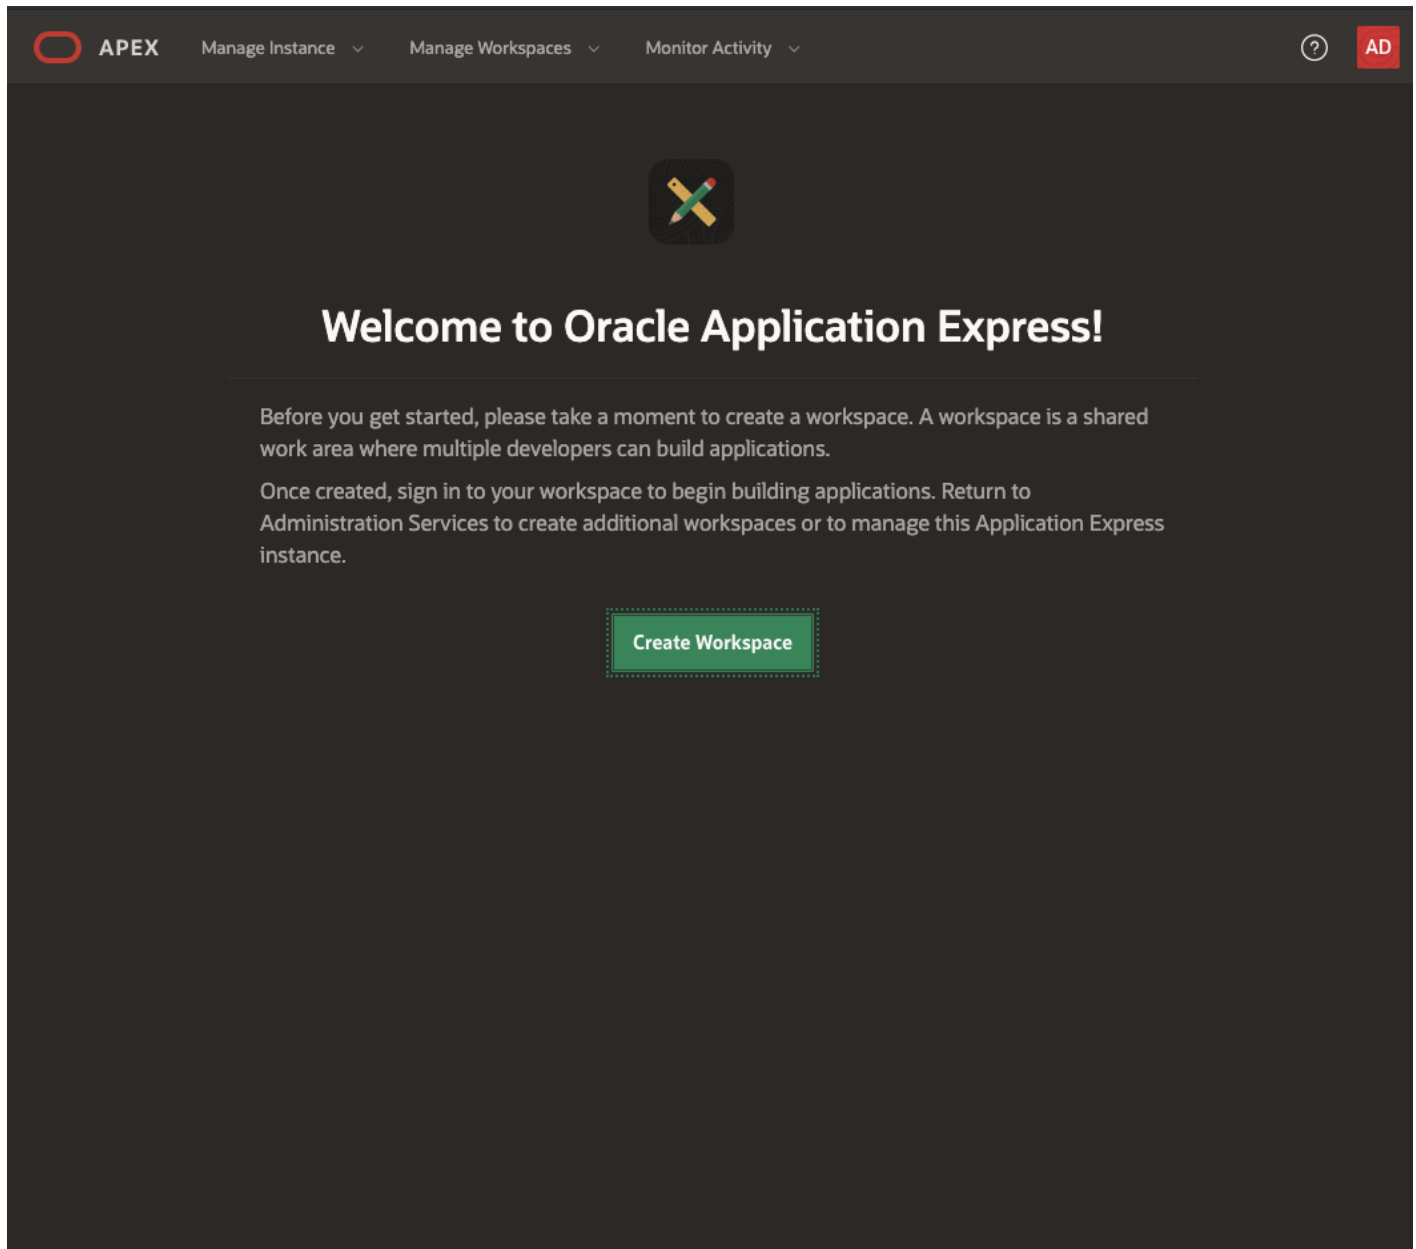 APEX Manage Instance Manage Workspaces Monitor Activity ? AD
Welcome to Oracle Application Express!
Before you get started, please take a moment to create a workspace. A workspace is a shared
work area where multiple developers can build applications.
Once created, sign in to your workspace to begin building applications. Return to
Administration Services to create additional workspaces or to manage this Application Express
instance.
Create Workspace